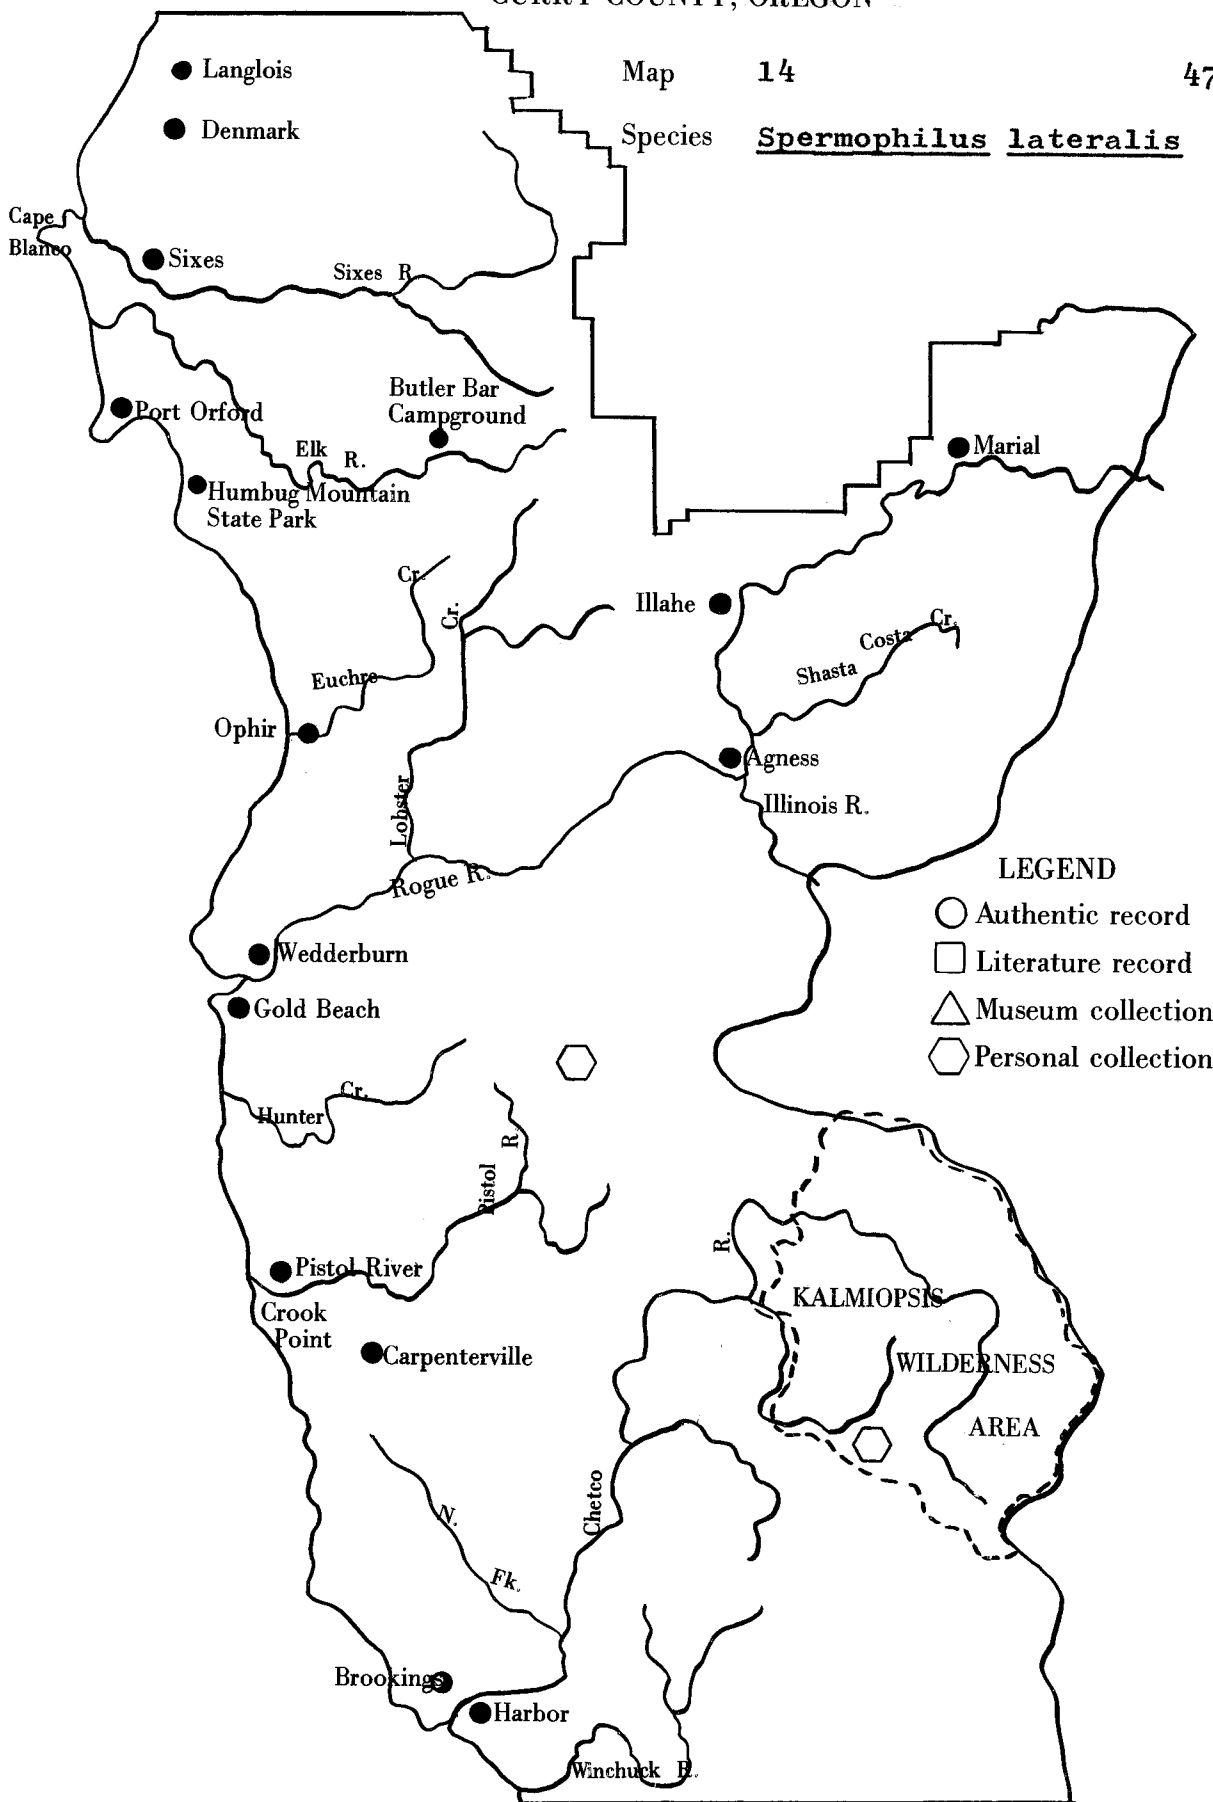 CURRY COUNTY, OREGON
Map 14 47
Species Spermophilus lateralis
Langlois
Denmark
Cape
Blanco
Sixes
Sixes R.
Butler Bar
Campground
Port Orford
Elk R.
Marial
Humbug Mountain
State Park
Cr.
Cr.
Illahe
Shasta Costa Cr.
Euchre
Ophir
Agness
Lobster
Illinois R.
Rogue R.
LEGEND
Authentic record
Literature record
Museum collection
Personal collection
Wedderburn
Gold Beach
Hunter Cr.
Pistol R.
R.
Pistol River
Crook
Point
KALMIOPSIS
WILDERNESS
AREA
Carpenterville
Chetco
N.
Fk.
Brookings
Harbor
Winchuck R.